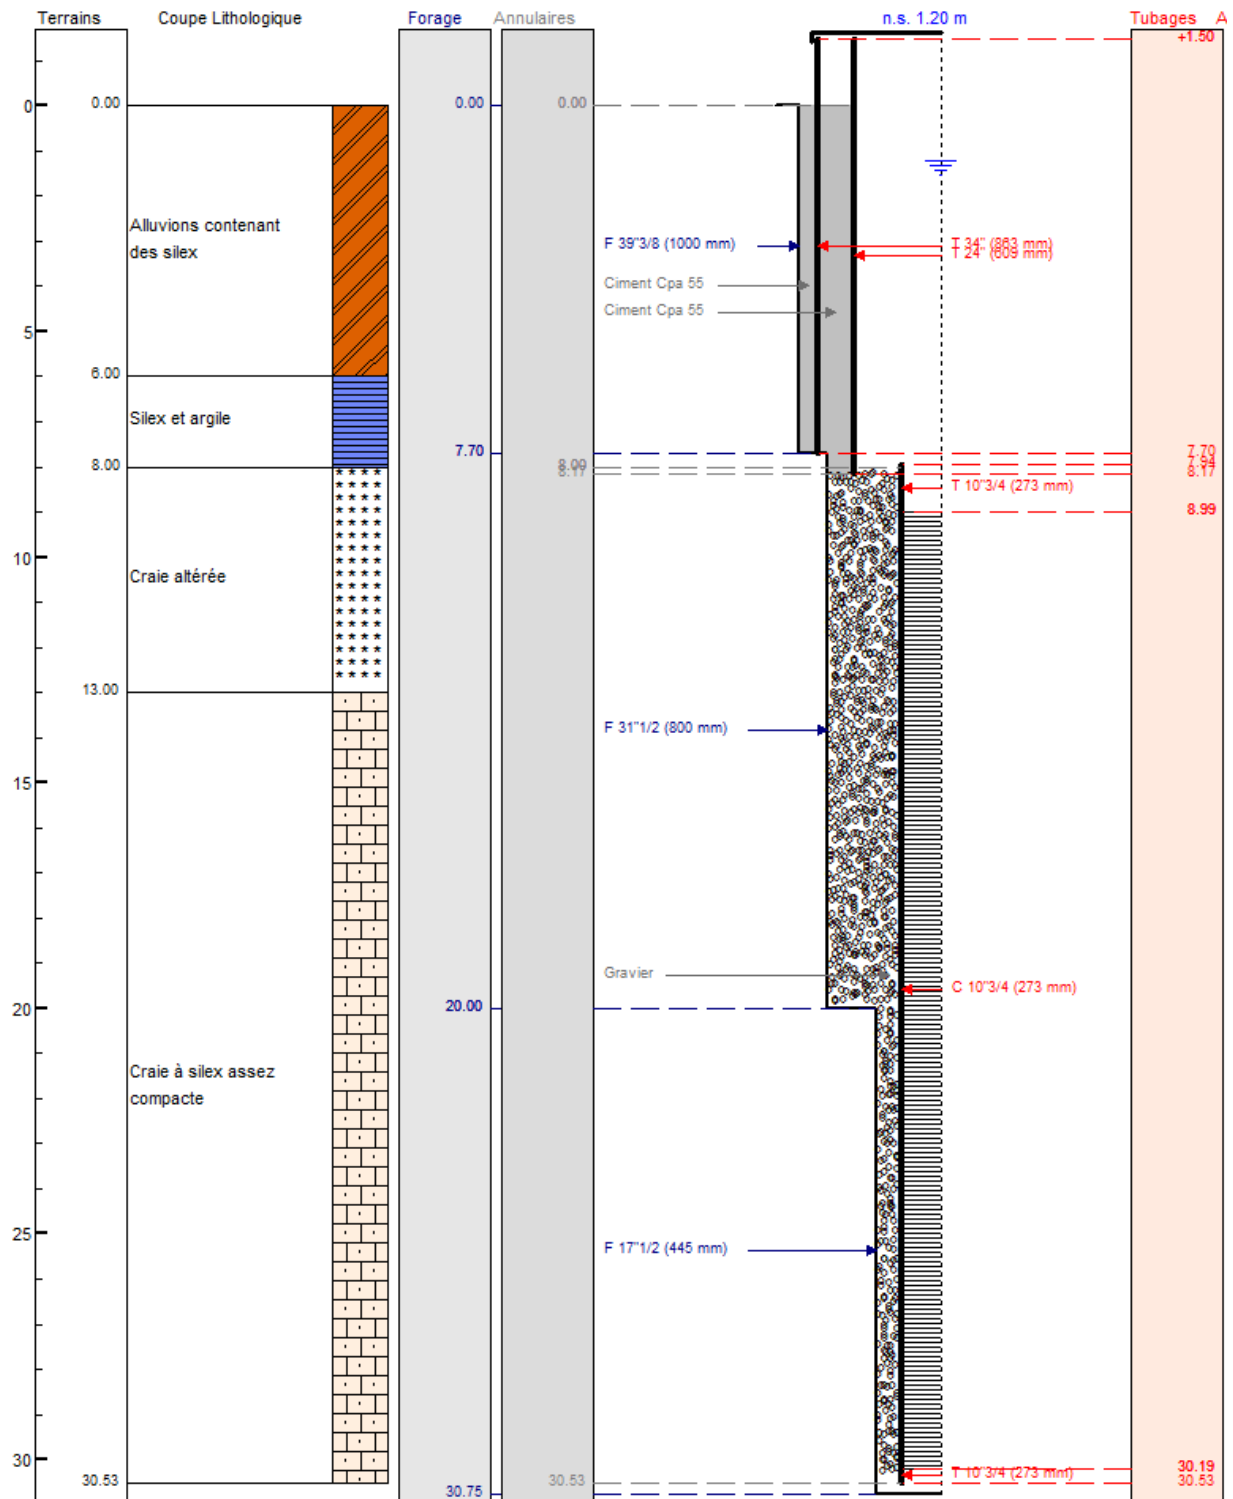 Terrains Coupe Lithologique Forage Annulaires n.s. 1.20 m Tubages A
+1.50
0 0.00 0.00 0.00
Alluvions contenant
des silex
F 39"3/8 (1000 mm) T 34" (863 mm)
T 24" (609 mm)
Ciment Cpa 55
Ciment Cpa 55
5
6.00
Silex et argile
7.70 7.70
7.94
8.00 8.00
8.17 8.17
T 10"3/4 (273 mm)
8.99
10
Craie altérée
13.00
F 31"1/2 (800 mm)
15
Gravier C 10"3/4 (273 mm)
20 20.00
Craie à silex assez
compacte
25
F 17"1/2 (445 mm)
30 30.19
T 10"3/4 (273 mm)
30.53 30.53 30.53
30.75